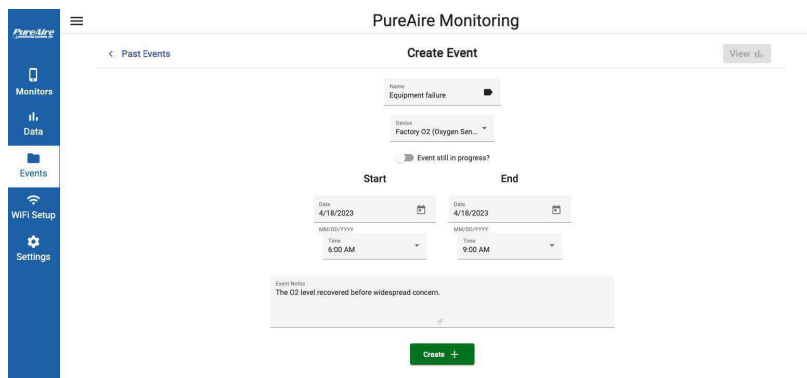 PureAire Monitoring
PureAire
Past Events
Create Event
View
Monitors
Data
Events
WiFi Setup
Settings
Name
Equipment failure
Device
Factory O2 (Oxygen Sen...
Event still in progress?
Start
End
Date
4/18/2023
Date
4/18/2023
MM/DD/YYYY
MM/DD/YYYY
Time
6:00 AM
Time
9:00 AM
Event Notes
The O2 level recovered before widespread concern.
Create +